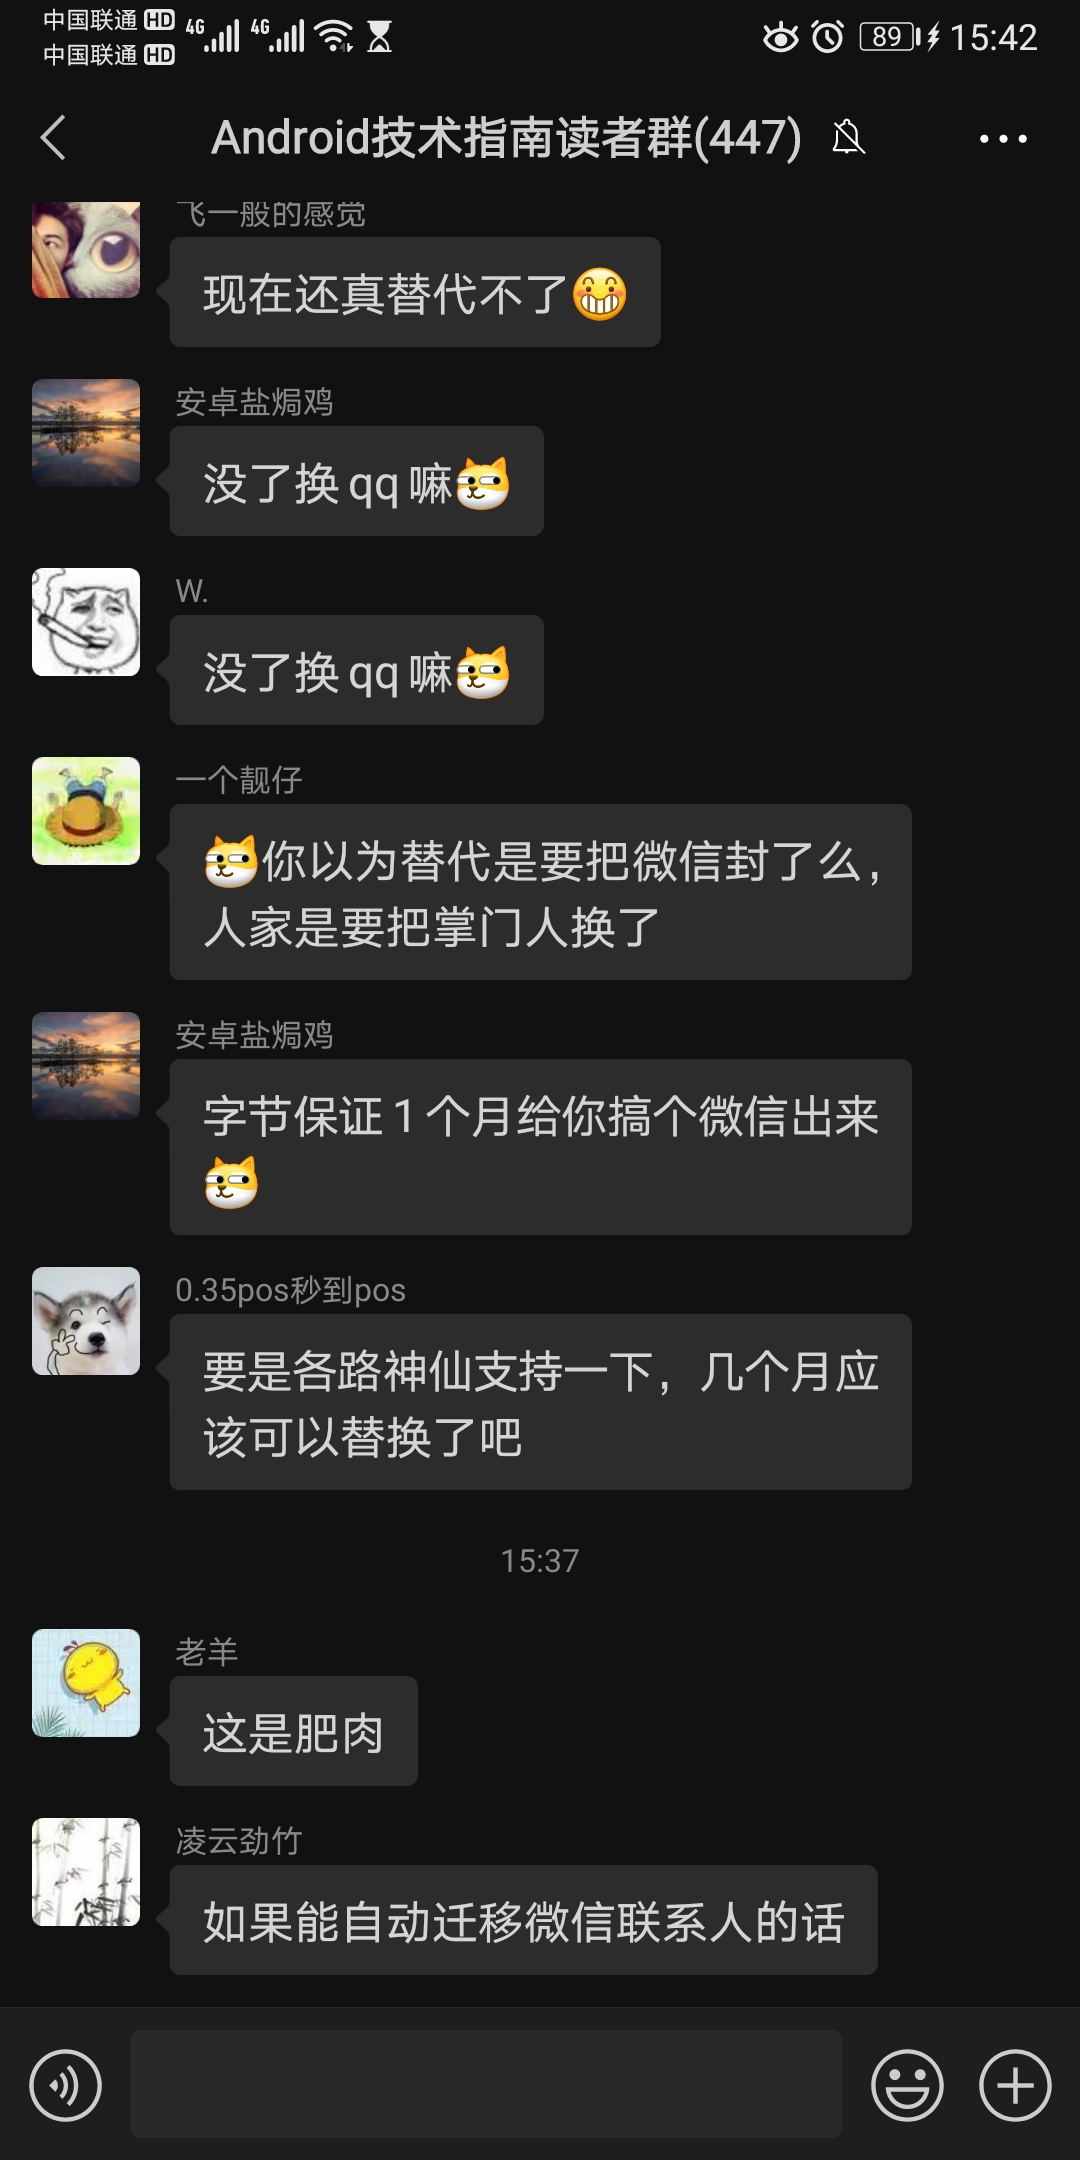 中国联通 HD
中国联通 HD
4G 4G
89 15:42
Android技术指南读者群(447)
飞一般的感觉
现在还真替代不了
安卓盐焗鸡
没了换qq嘛
W.
没了换qq嘛
一个靓仔
你以为替代是要把微信封了么，
人家是要把掌门人换了
安卓盐焗鸡
字节保证1个月给你搞个微信出来
0.35pos秒到pos
要是各路神仙支持一下，几个月应
该可以替换了吧
15:37
老羊
这是肥肉
凌云劲竹
如果能自动迁移微信联系人的话